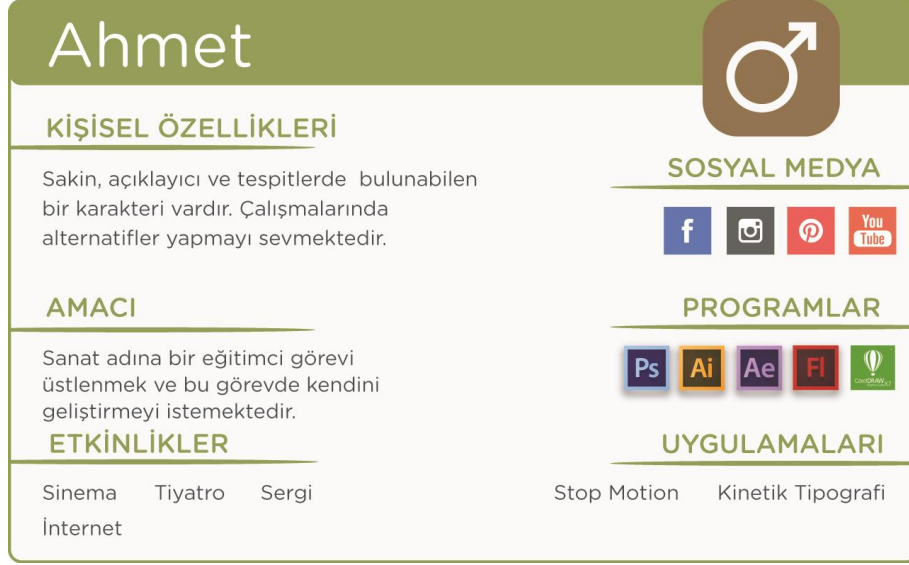 Ahmet
KİŞİSEL ÖZELLİKLERİ
Sakin, açıklayıcı ve tespitlerde bulunabilen
bir karakteri vardır. Çalışmalarında
alternatifler yapmayı sevmektedir.
AMACI
Sanat adına bir eğitimci görevi
üstlenmek ve bu görevde kendini
geliştirmeyi istemektedir.
ETKİNLİKLER
Sinema Tiyatro Sergi
İnternet
SOSYAL MEDYA
f
You
Tube
PROGRAMLAR
Ps Ai Ae Fl
CorelDRAW
UYGULAMALARI
Stop Motion Kinetik Tipografi